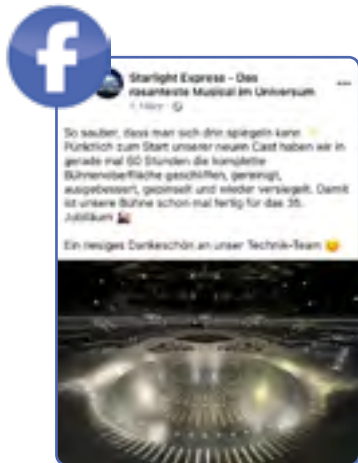 Starlight Express - Das
rasanteste Musical im Universum
1. März
So sauber, dass man sich drin spiegeln kann
Pünktlich zum Start unserer neuen Cast haben wir in
gerade mal 60 Stunden die komplette
Bühnenoberfläche geschliffen, gereinigt,
ausgebessert, gepinselt und wieder versiegelt. Damit
ist unsere Bühne schon mal fertig für das 35.
Jubiläum
Ein riesiges Dankeschön an unser Technik-Team